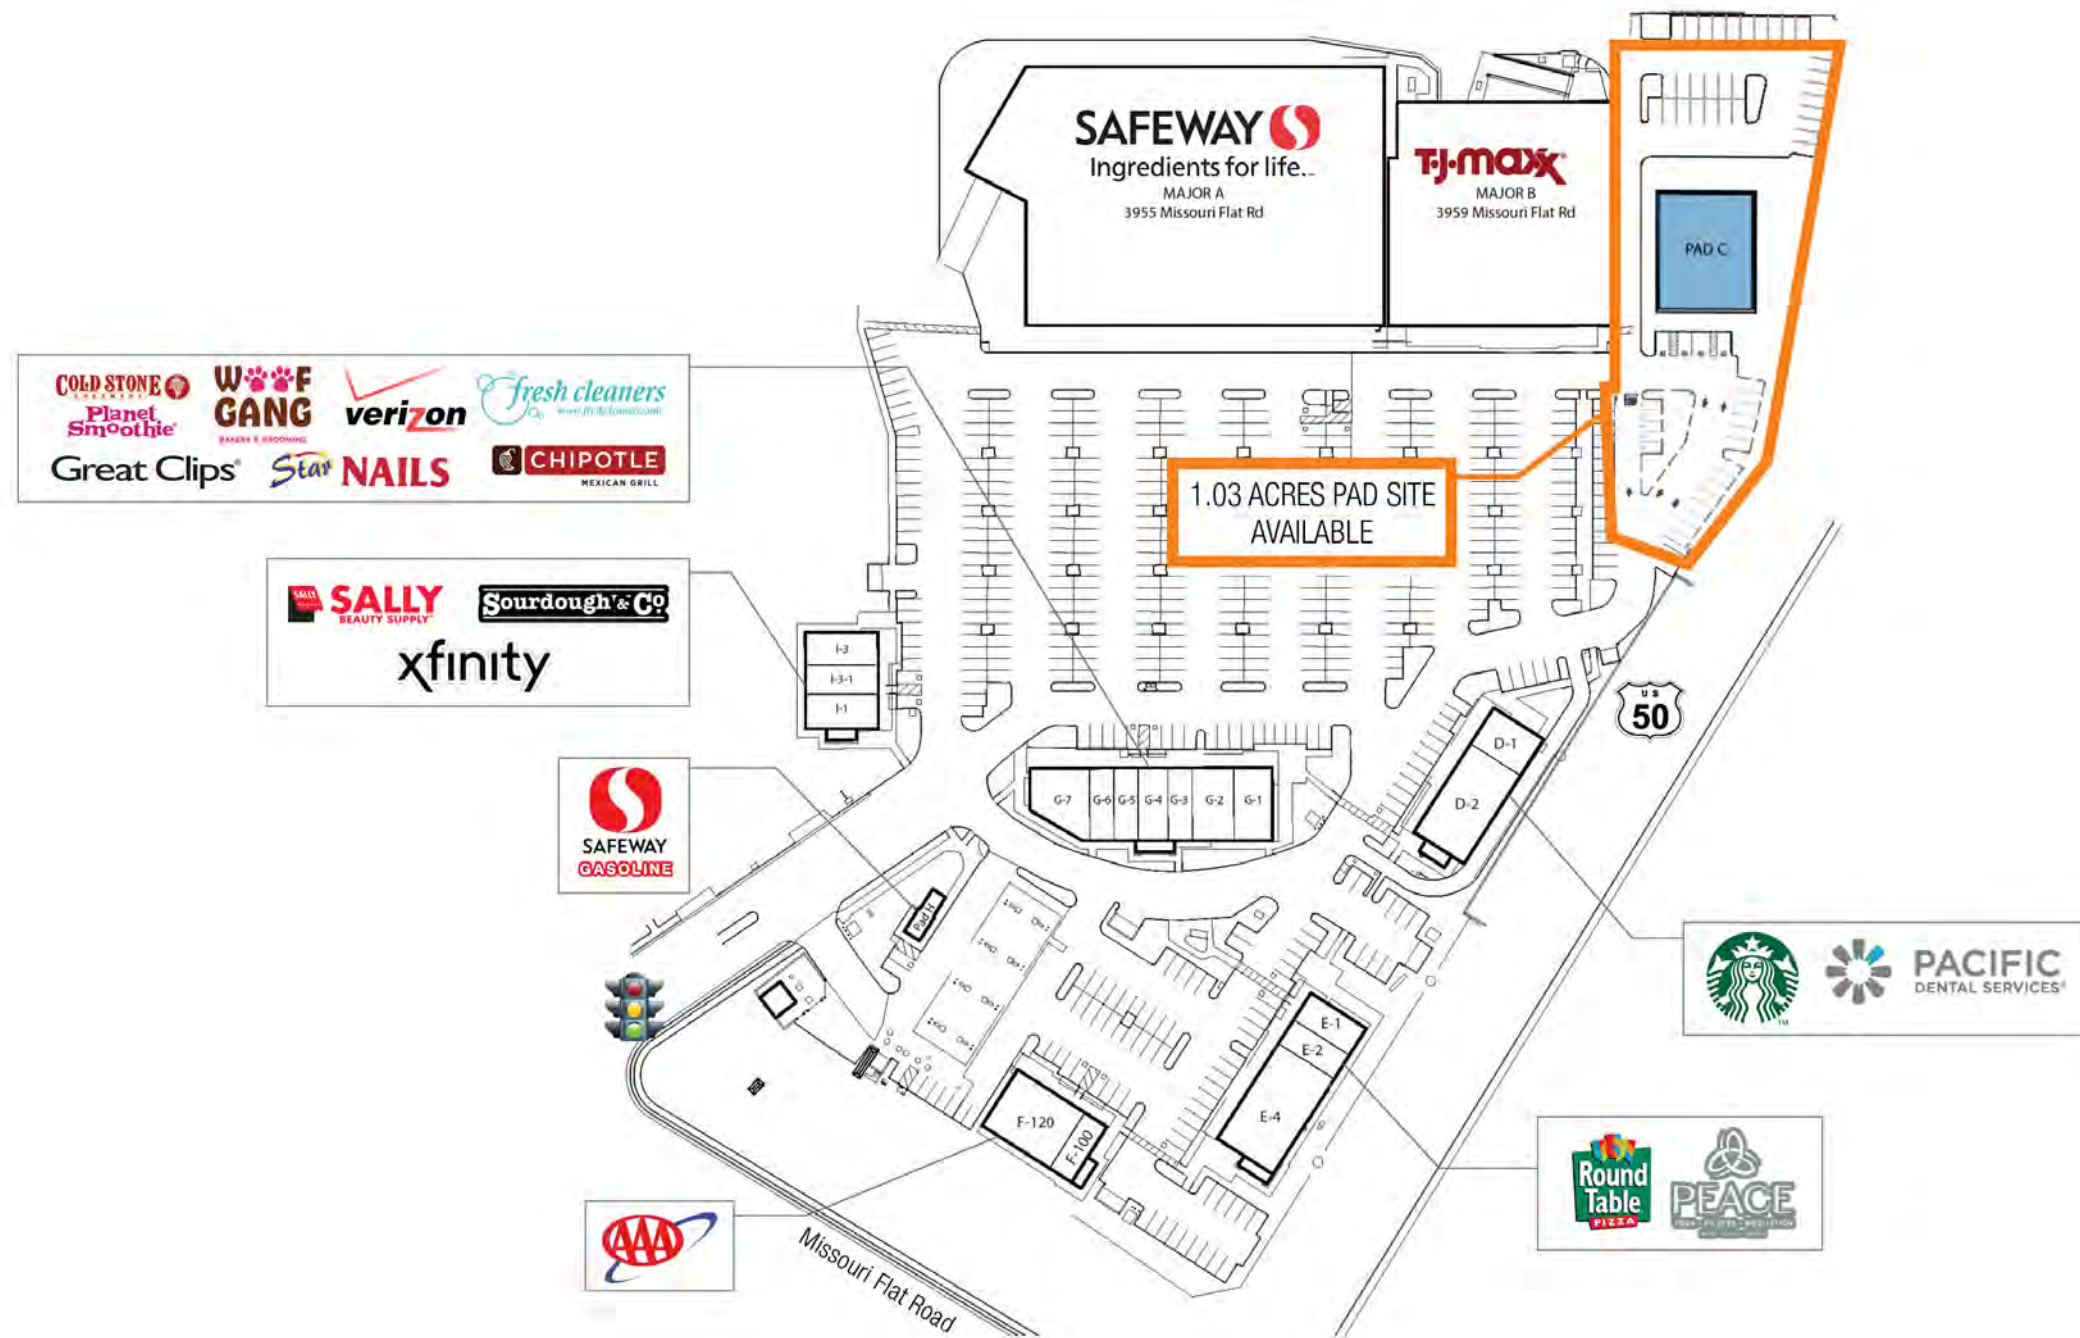 SAFEWAY
Ingredients for life.
MAJOR A
3955 Missouri Flat Rd
T·J·maxx
MAJOR B
3959 Missouri Flat Rd
PAD C
COLD STONE
CREAMERY
Planet
Smoothie
WOOF
GANG
BAKERY & GROOMING
verizon
fresh cleaners
Great Clips
Star NAILS
CHIPOTLE
MEXICAN GRILL
1.03 ACRES PAD SITE
AVAILABLE
SALLY
SALLY
BEAUTY SUPPLY
Sourdough & Co
xfinity
I-3
I-3-1
I-1
US
50
D-1
D-2
G-7
G-6
G-5
G-4
G-3
G-2
G-1
SAFEWAY
GASOLINE
Pad H
PACIFIC
DENTAL SERVICES
TM
E-1
E-2
E-4
F-120
F-100
Round
Table
PIZZA
PEACE
AAA
Missouri Flat Road